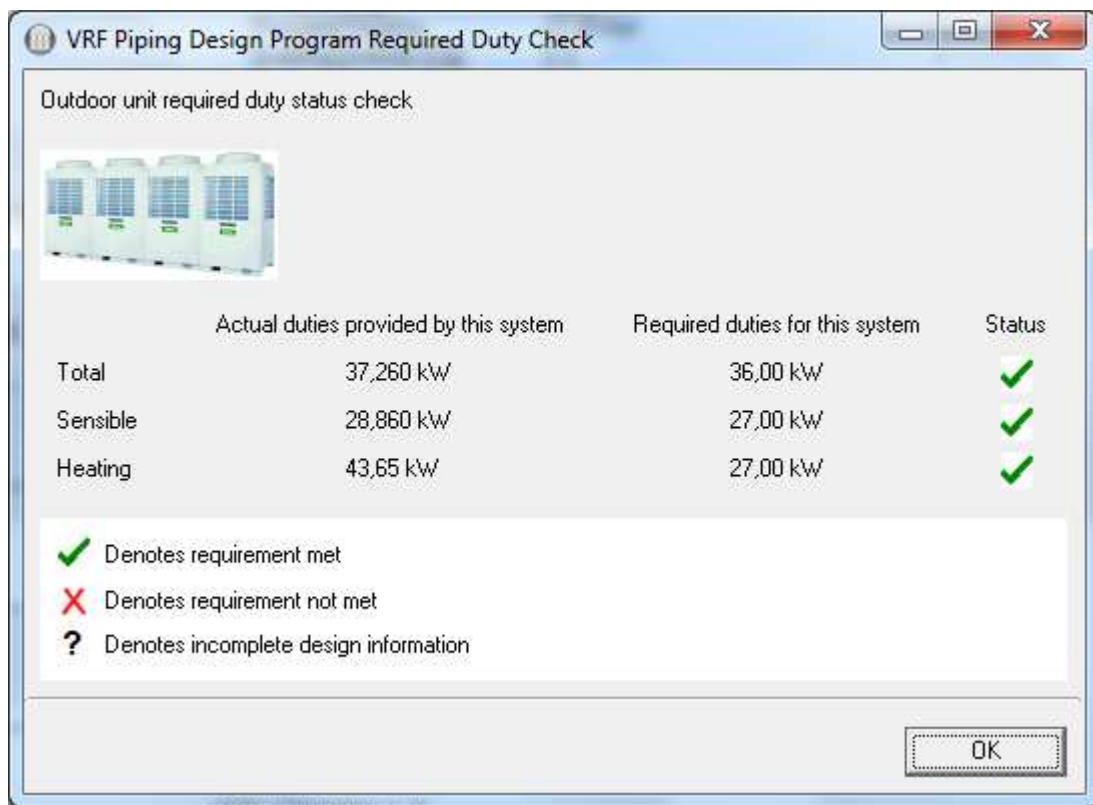 VRF Piping Design Program Required Duty Check
Outdoor unit required duty status check
Actual duties provided by this system Required duties for this system Status
Total 37,260 kW 36,00 kW
Sensible 28,860 kW 27,00 kW
Heating 43,65 kW 27,00 kW
Denotes requirement met
Denotes requirement not met
? Denotes incomplete design information
OK